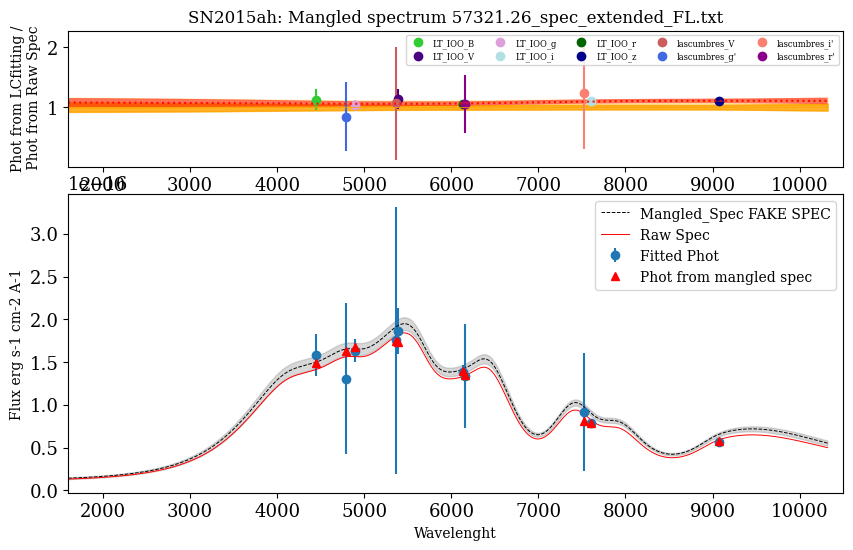 SN2015ah: Mangled spectrum 57321.26_spec_extended_FL.txt
Phot from LCfitting /
Phot from Raw Spec
2
1
LT_IOO_B
LT_IOO_g
LT_IOO_r
lascumbres_V
lascumbres_i'
LT_IOO_V
LT_IOO_i
LT_IOO_z
lascumbres_g'
lascumbres_r'
2000 3000 4000 5000 6000 7000 8000 9000 10000
1e−16
Flux erg s-1 cm-2 A-1
3.0
2.5
2.0
1.5
1.0
0.5
0.0
Mangled_Spec FAKE SPEC
Raw Spec
Fitted Phot
Phot from mangled spec
2000 3000 4000 5000 6000 7000 8000 9000 10000
Wavelenght